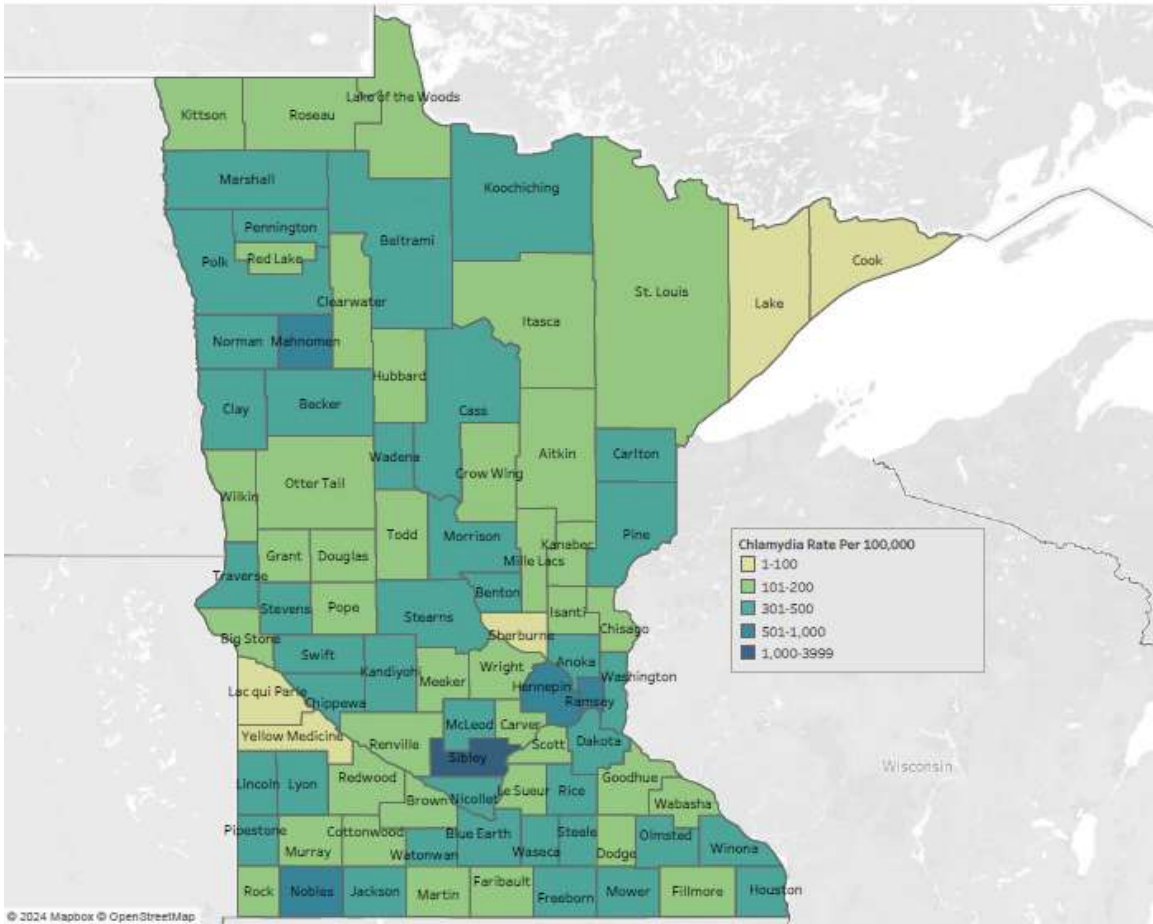 Lake of the Woods
Kittson
Roseau
Marshall
Koochiching
Pennington
Beltrami
Red Lake
Polk
Cook
St. Louis
Clearwater
Lake
Itasca
Norman
Mahnomen
Hubbard
Becker
Clay
Cass
Wadena
Aitkin
Carlton
Crow Wing
Otter Tail
Wilkin
Todd
Morrison
Pine
Kanabec
Grant
Douglas
Mille Lacs
Traverse
Benton
Stevens
Pope
Stearns
Isanti
Chisago
Big Stone
Sherburne
Swift
Kandiyohi
Wright
Anoka
Washington
Meeker
Hennepin
Lac qui Parle
Chippewa
Ramsey
McLeod
Carver
Yellow Medicine
Renville
Scott
Dakota
Sibley
Lincoln
Lyon
Redwood
Goodhue
Le Sueur
Rice
Brown
Nicollet
Wabasha
Pipestone
Cottonwood
Blue Earth
Steele
Olmsted
Murray
Watonwan
Waseca
Dodge
Winona
Rock
Nobles
Jackson
Martin
Faribault
Freeborn
Mower
Fillmore
Houston
Chlamydia Rate Per 100,000
1-100
101-200
301-500
501-1,000
1,000-3999
Wisconsin
© 2024 Mapbox © OpenStreetMap